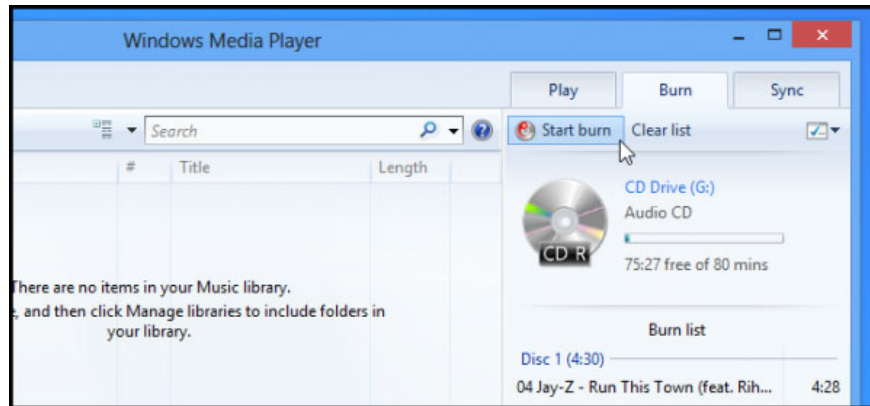 Windows Media Player
Play Burn Sync
Search
Start burn Clear list
# Title Length
CD Drive (G:)
Audio CD
CD R
75:27 free of 80 mins
There are no items in your Music library.
, and then click Manage libraries to include folders in
your library.
Burn list
Disc 1 (4:30)
04 Jay-Z - Run This Town (feat. Rih... 4:28